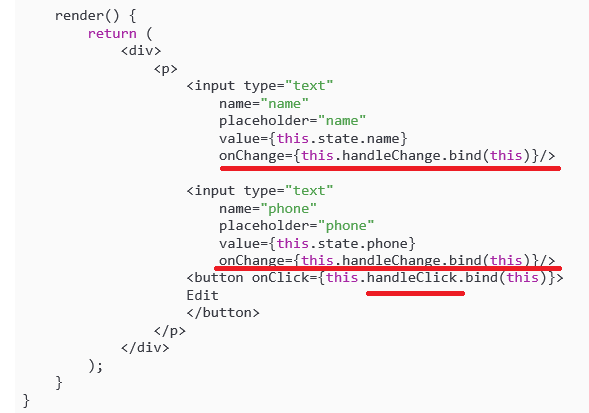 render() {
return (
<div>
<p>
<input type="text"
name="name"
placeholder="name"
value={this.state.name}
onChange={this.handleChange.bind(this)}/>
<input type="text"
name="phone"
placeholder="phone"
value={this.state.phone}
onChange={this.handleChange.bind(this)}/>
<button onClick={this.handleClick.bind(this)}>
Edit
</button>
</p>
</div>
);
}
}